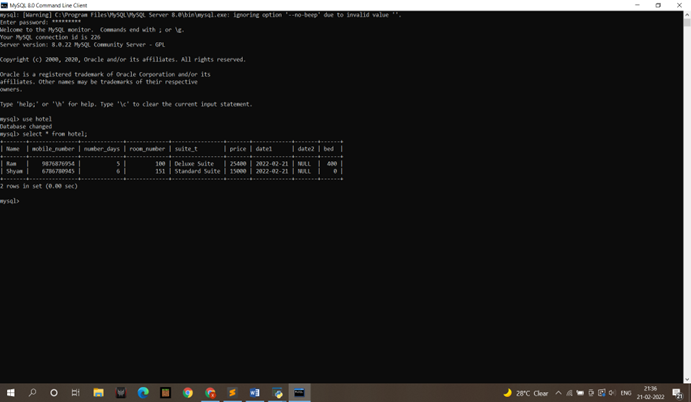 MySQL 8.0 Command Line Client
mysql: [Warning] C:\Program Files\MySQL\MySQL Server 8.0\bin\mysql.exe: ignoring option '--no-beep' due to invalid value ''.
Enter password: *********
Welcome to the MySQL monitor.  Commands end with ; or \g.
Your MySQL connection id is 226
Server version: 8.0.22 MySQL Community Server - GPL
Copyright (c) 2000, 2020, Oracle and/or its affiliates. All rights reserved.
Oracle is a registered trademark of Oracle Corporation and/or its
affiliates. Other names may be trademarks of their respective
owners.
Type 'help;' or '\h' for help. Type '\c' to clear the current input statement.
mysql> use hotel
Database changed
mysql> select * from hotel;
| Name | mobile_number | number_days | room_number | suite_t | price | date1 | date2 | bed |
| Ram | 9876876954 | 5 | 100 | Deluxe Suite | 25400 | 2022-02-21 | NULL | 400 |
| Shyam | 6786780945 | 6 | 151 | Standard Suite | 15000 | 2022-02-21 | NULL | 0 |
2 rows in set (0.00 sec)
mysql>
28°C Clear
ENG
21:36
21-02-2022
21